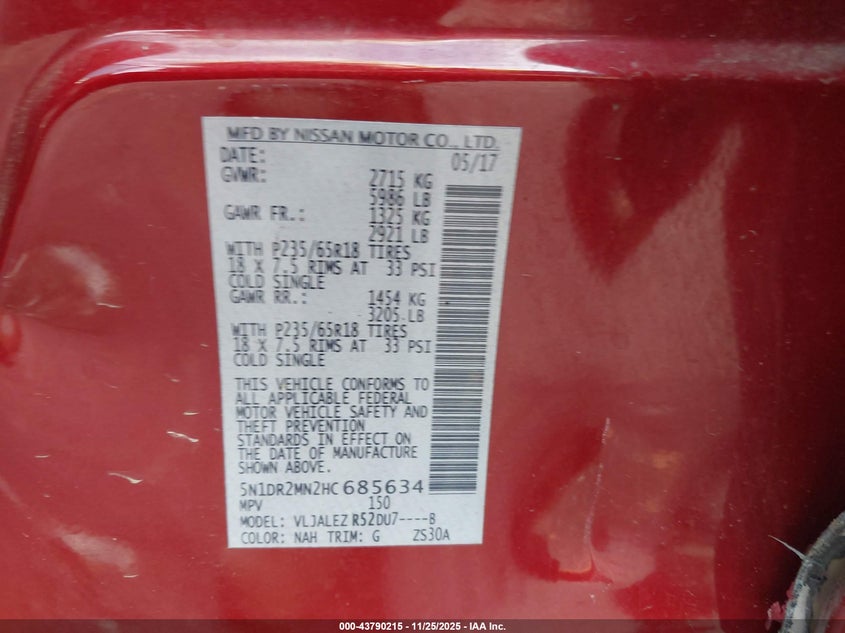 MFD BY NISSAN MOTOR CO., LTD.
DATE: 05/17
GVWR: 2715 KG
5986 LB
GAWR FR.: 1325 KG
2921 LB
WITH P235/65R18 TIRES
18 X 7.5 RIMS AT 33 PSI
COLD SINGLE
GAWR RR.: 1454 KG
3205 LB
WITH P235/65R18 TIRES
18 X 7.5 RIMS AT 33 PSI
COLD SINGLE
THIS VEHICLE CONFORMS TO
ALL APPLICABLE FEDERAL
MOTOR VEHICLE SAFETY AND
THEFT PREVENTION
STANDARDS IN EFFECT ON
THE DATE OF MANUFACTURE
SHOWN ABOVE.
5N1DR2MN2HC685634
MPV 150
MODEL: VLJALEZ R52DU7----B
COLOR: NAH TRIM: G ZS30A
000-43790215 - 11/25/2025 - IAA Inc.